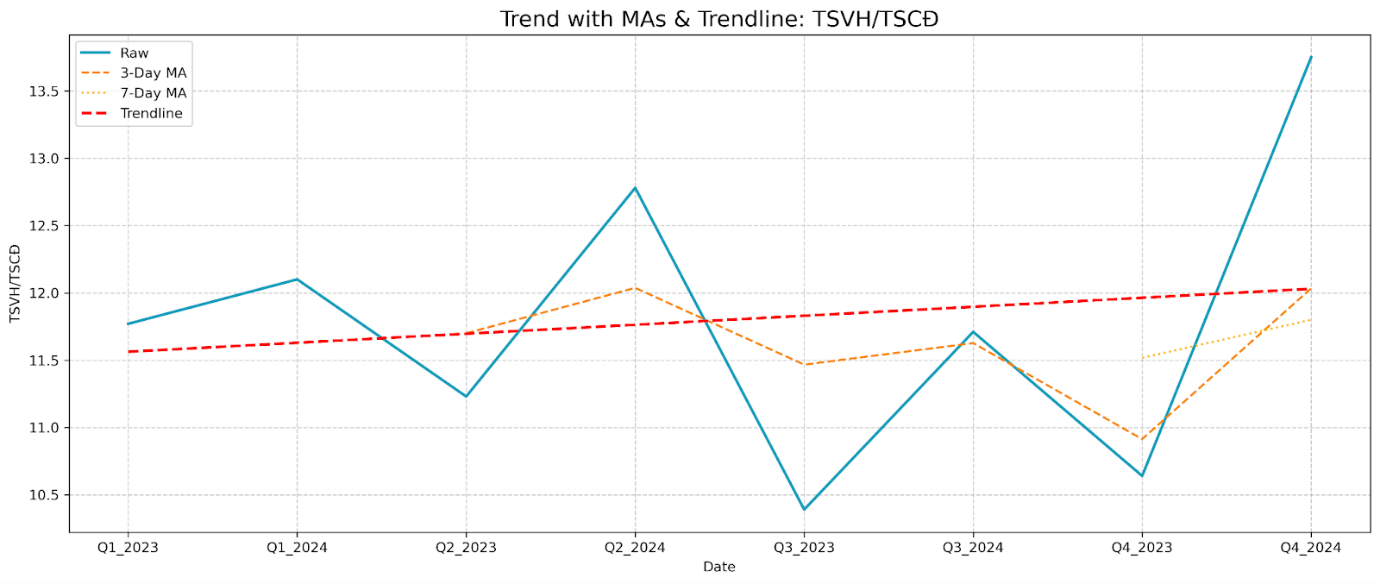 Trend with MAs & Trendline: TSVH/TSCĐ
Raw
3-Day MA
7-Day MA
Trendline
TSVH/TSCĐ
13.5
13.0
12.5
12.0
11.5
11.0
10.5
Q1_2023 Q1_2024 Q2_2023 Q2_2024 Q3_2023 Q3_2024 Q4_2023 Q4_2024
Date